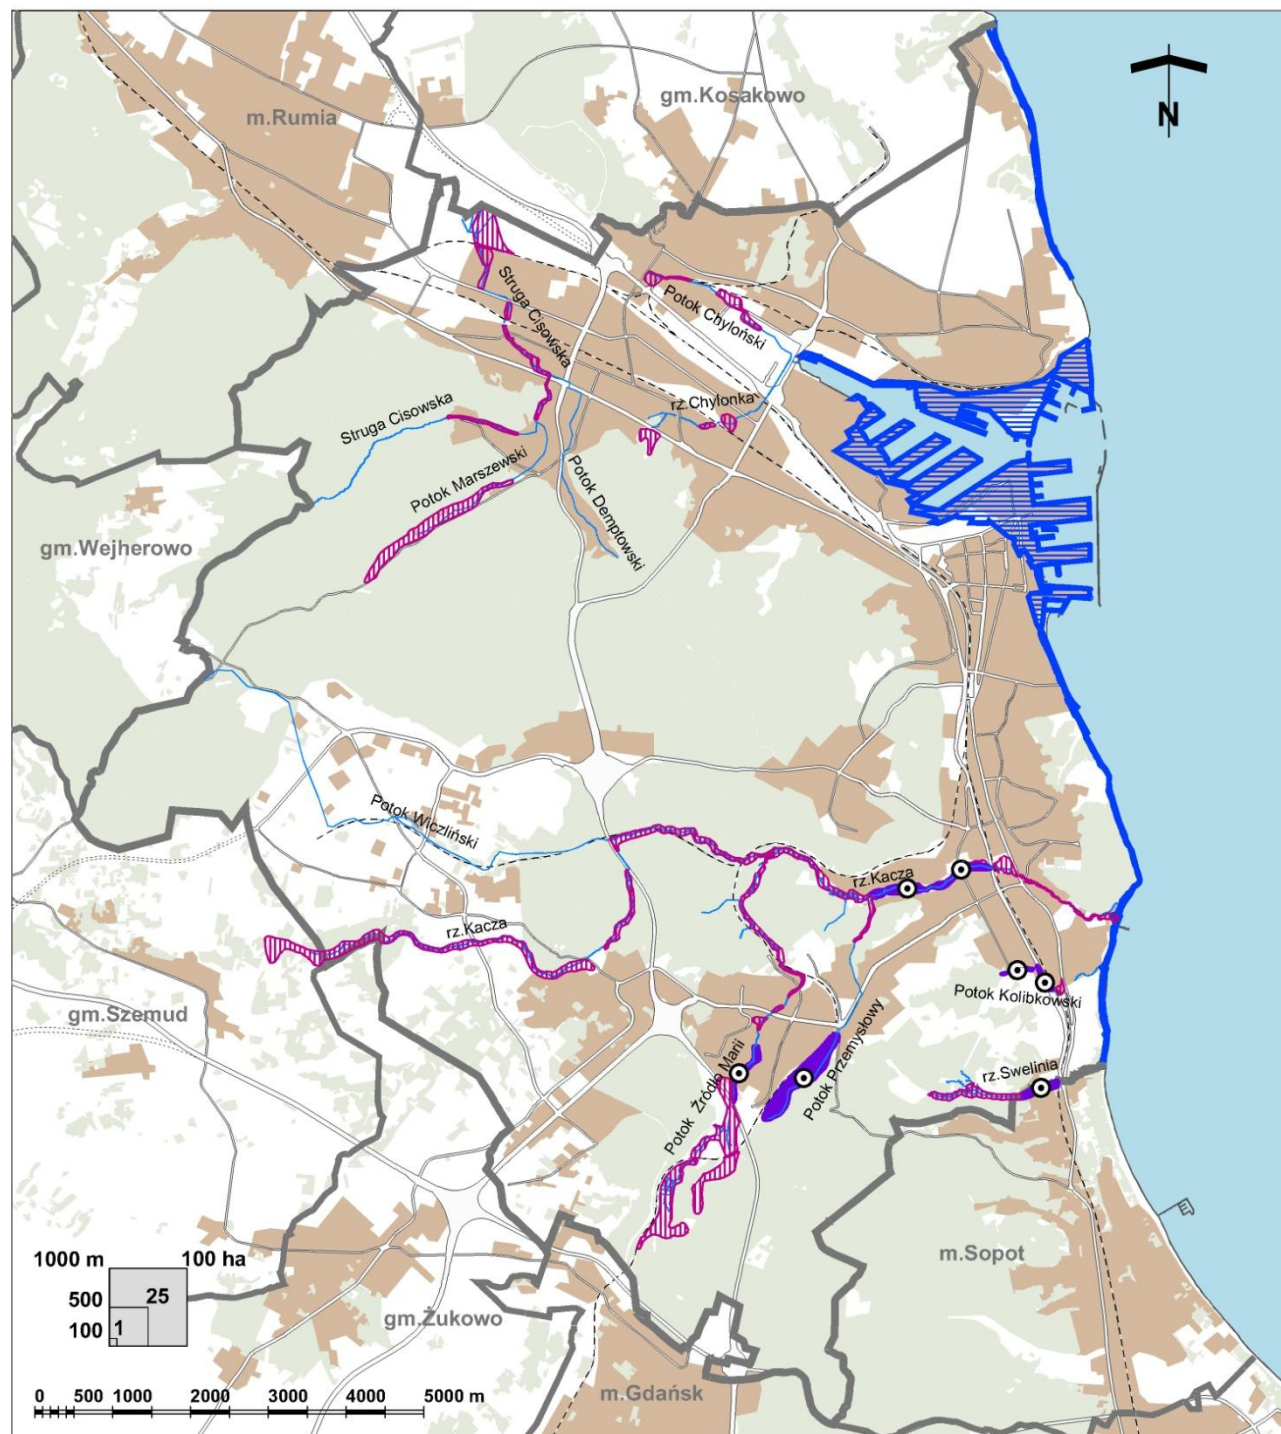 gm.Kosakowo
m.Rumia
N
Struga Cisowska
Potok Chyloński
rz.Chylonka
Struga Cisowska
Potok Marszewski
Potok Demptowski
gm.Wejherowo
Potok Wiczliński
rz.Kacza
rz.Kacza
Potok Kolibkowski
gm.Szemud
Potok Źródło Marii
Potok Przemysłowy
rz.Swelinia
m.Sopot
1000 m 100 ha
500 25
100 1
gm.Żukowo
m.Gdańsk
0 500 1000 2000 3000 4000 5000 m